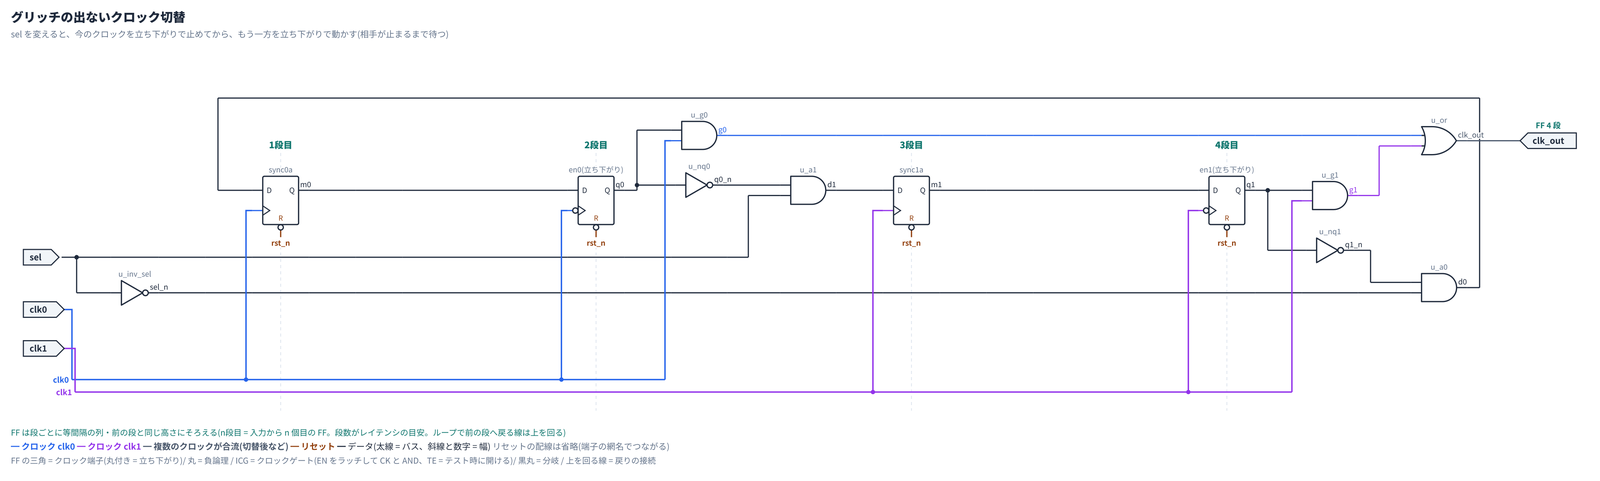 グリッチの出ないクロック切替
sel を変えると、今のクロックを立ち下がりで止めてから、もう一方を立ち下がりで動かす(相手が止まるまで待つ)
u_g0
g0
u_or
clk_out
FF 4 段
clk_out
1段目
2段目
3段目
4段目
sync0a
D
Q
R
rst_n
m0
en0(立ち下がり)
D
Q
R
rst_n
q0
u_nq0
q0_n
u_a1
d1
sync1a
D
Q
R
rst_n
m1
en1(立ち下がり)
D
Q
R
rst_n
q1
u_g1
g1
u_nq1
q1_n
u_a0
d0
sel
u_inv_sel
sel_n
clk0
clk1
clk0
clk1
FF は段ごとに等間隔の列・前の段と同じ高さにそろえる(n段目 = 入力から n 個目の FF。段数がレイテンシの目安。ループで前の段へ戻る線は上を回る)
━ クロック clk0 ━ クロック clk1 ━ 複数のクロックが合流(切替後など) ━ リセット ━ データ(太線 = バス、斜線と数字 = 幅) リセットの配線は省略(端子の網名でつながる)
FF の三角 = クロック端子(丸付き = 立ち下がり)/ 丸 = 負論理 / ICG = クロックゲート(EN をラッチして CK と AND、TE = テスト時に開ける)/ 黒丸 = 分岐 / 上を回る線 = 戻りの接続